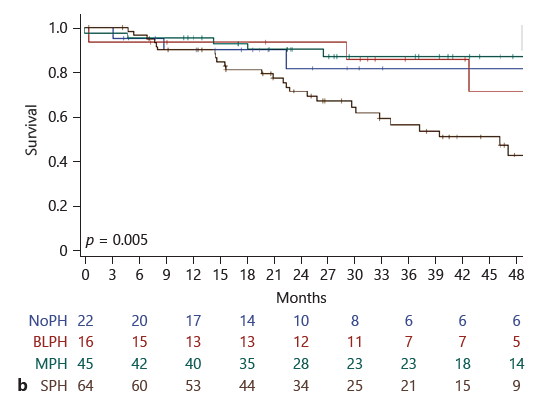 1.0
0.8
0.6
0.4
0.2
0
Survival
p = 0.005
0 3 6 9 12 15 18 21 24 27 30 33 36 39 42 45 48
Months
NoPH 22 20 17 14 10 8 6 6 6
BLPH 16 15 13 13 12 11 7 7 5
MPH 45 42 40 35 28 23 23 18 14
b SPH 64 60 53 44 34 25 21 15 9